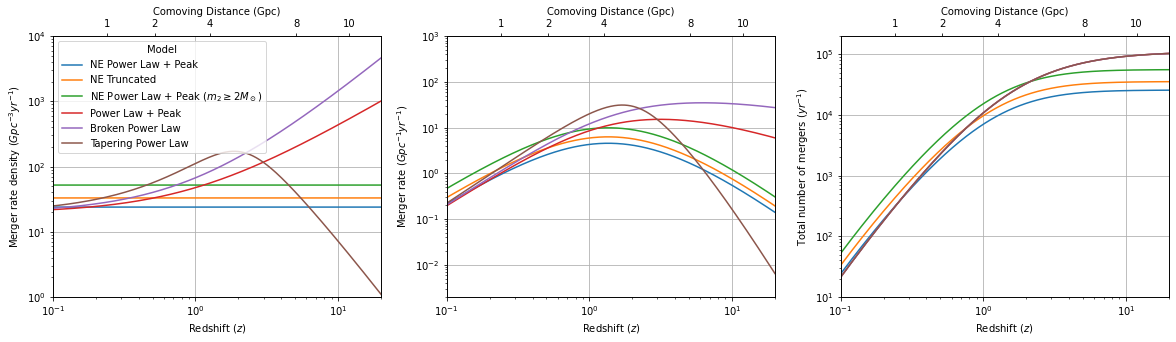 Comoving Distance (Gpc)
1 2 4 8 10
10^4
10^3
10^2
10^1
10^0
Merger rate density (Gpc^−3yr^−1)
Model
NE Power Law + Peak
NE Truncated
NE Power Law + Peak (m_2 ≥ 2M_⊙)
Power Law + Peak
Broken Power Law
Tapering Power Law
10^−1 10^0 10^1
Redshift (z)
Comoving Distance (Gpc)
1 2 4 8 10
10^3
10^2
10^1
10^0
10^−1
10^−2
Merger rate (Gpc^−1yr^−1)
10^−1 10^0 10^1
Redshift (z)
Comoving Distance (Gpc)
1 2 4 8 10
10^5
10^4
10^3
10^2
10^1
Total number of mergers (yr^−1)
10^−1 10^0 10^1
Redshift (z)